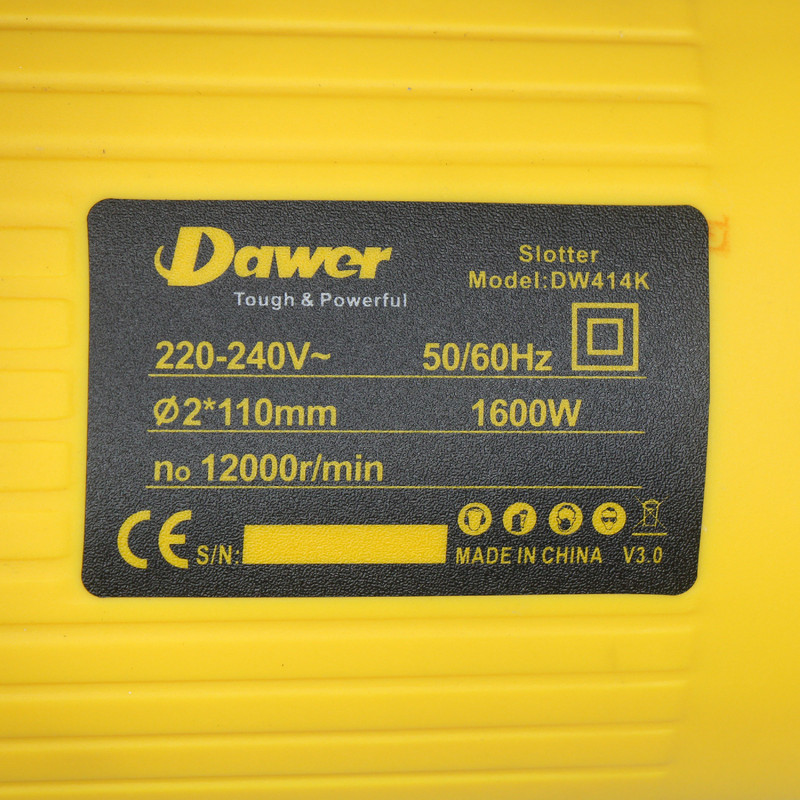 Dawer
Tough & Powerful
Slotter
Model:DW414K
220-240V~ 50/60Hz
Ø2*110mm 1600W
no 12000r/min
CE S/N:
MADE IN CHINA V3.0